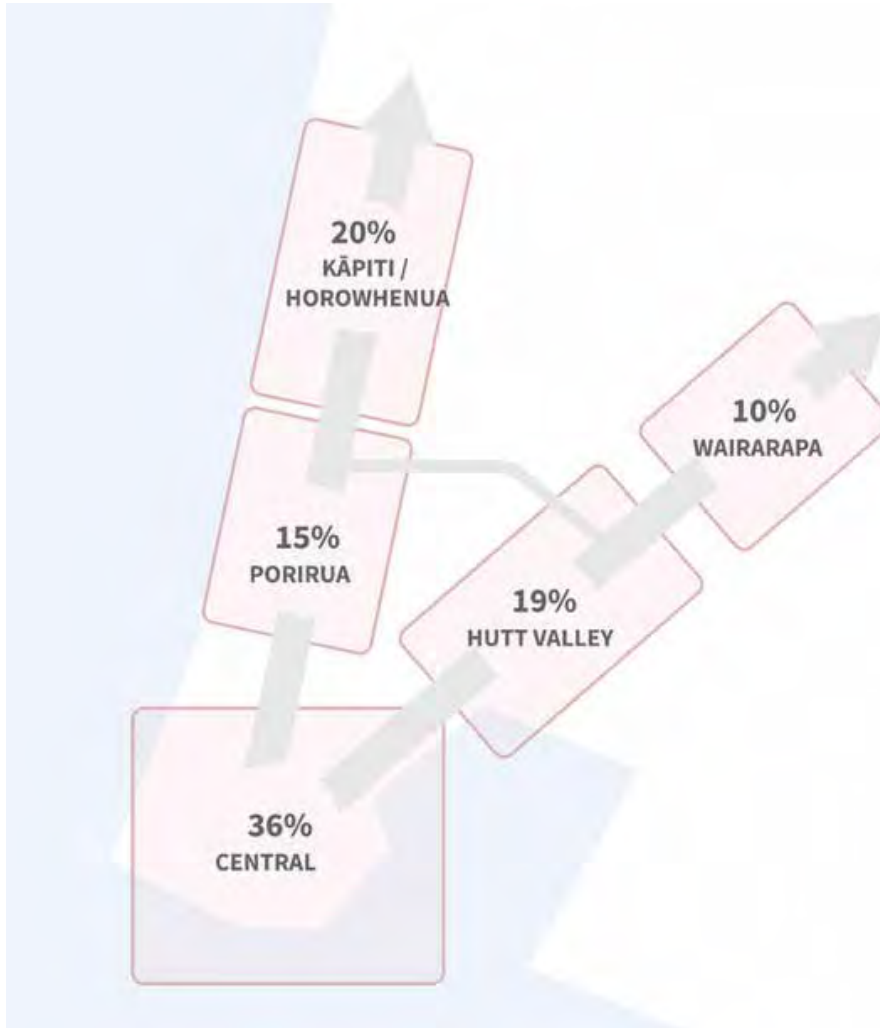 20%
KĀPITI /
HOROWHENUA
10%
WAIRARAPA
15%
PORIRUA
19%
HUTT VALLEY
36%
CENTRAL